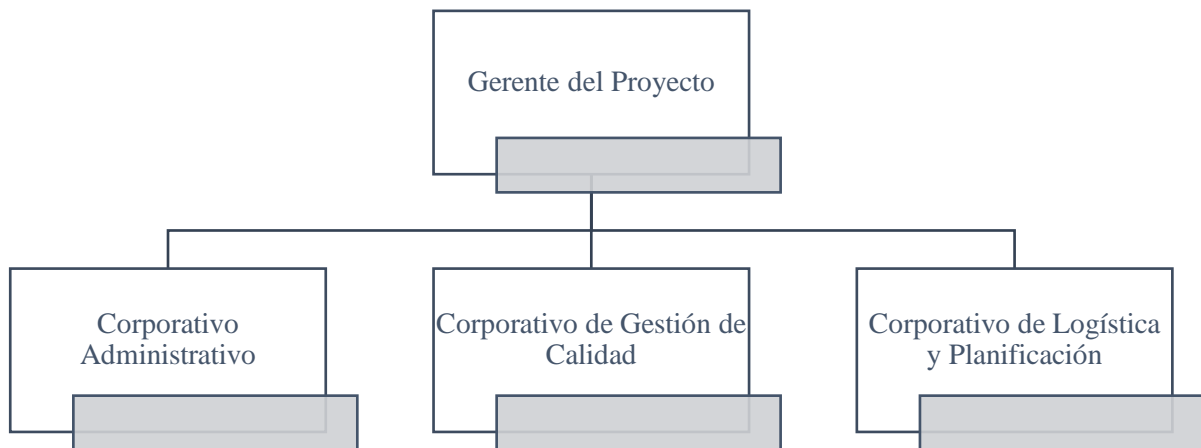 Gerente del Proyecto
Corporativo
Administrativo
Corporativo de Gestión de
Calidad
Corporativo de Logística
y Planificación